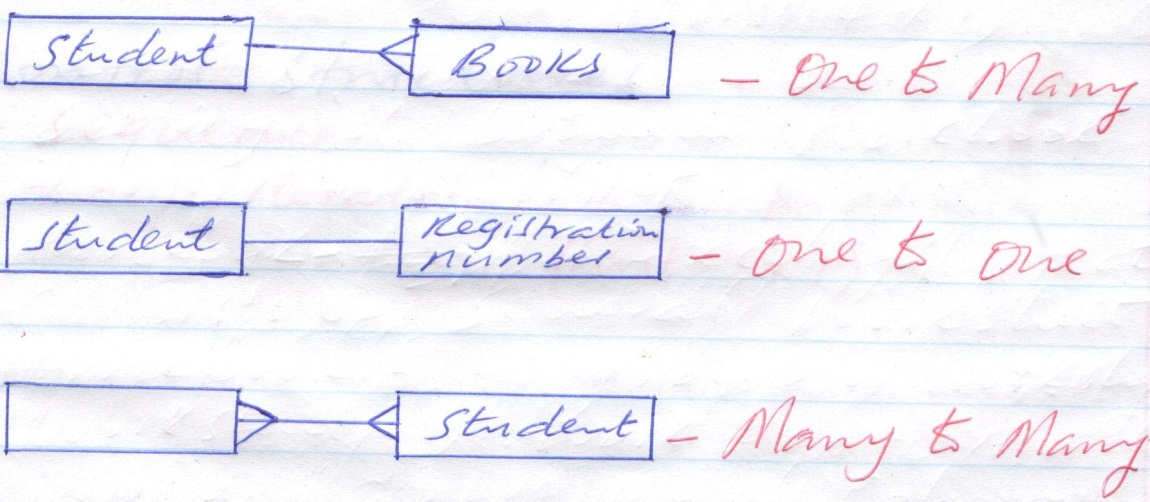 Student Books - One to Many
Student Registration number - one to one
Student - Many to Many